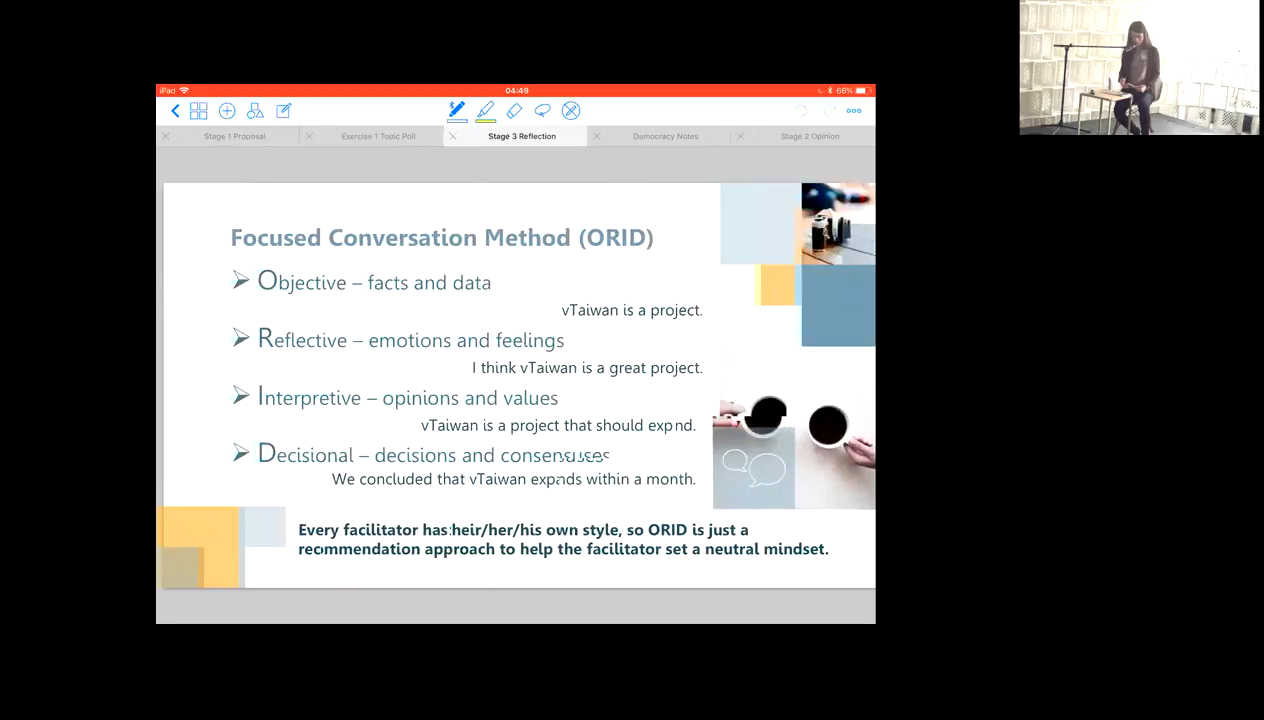 iPad
04:49
66%
Stage 1 Proposal
Exercise 1 Topic Poll
Stage 3 Reflection
Democracy Notes
Stage 2 Opinion
Focused Conversation Method (ORID)
Objective – facts and data
vTaiwan is a project.
Reflective – emotions and feelings
I think vTaiwan is a great project.
Interpretive – opinions and values
vTaiwan is a project that should expand.
Decisional – decisions and consensuses
We concluded that vTaiwan expands within a month.
Every facilitator has their/her/his own style, so ORID is just a
recommendation approach to help the facilitator set a neutral mindset.